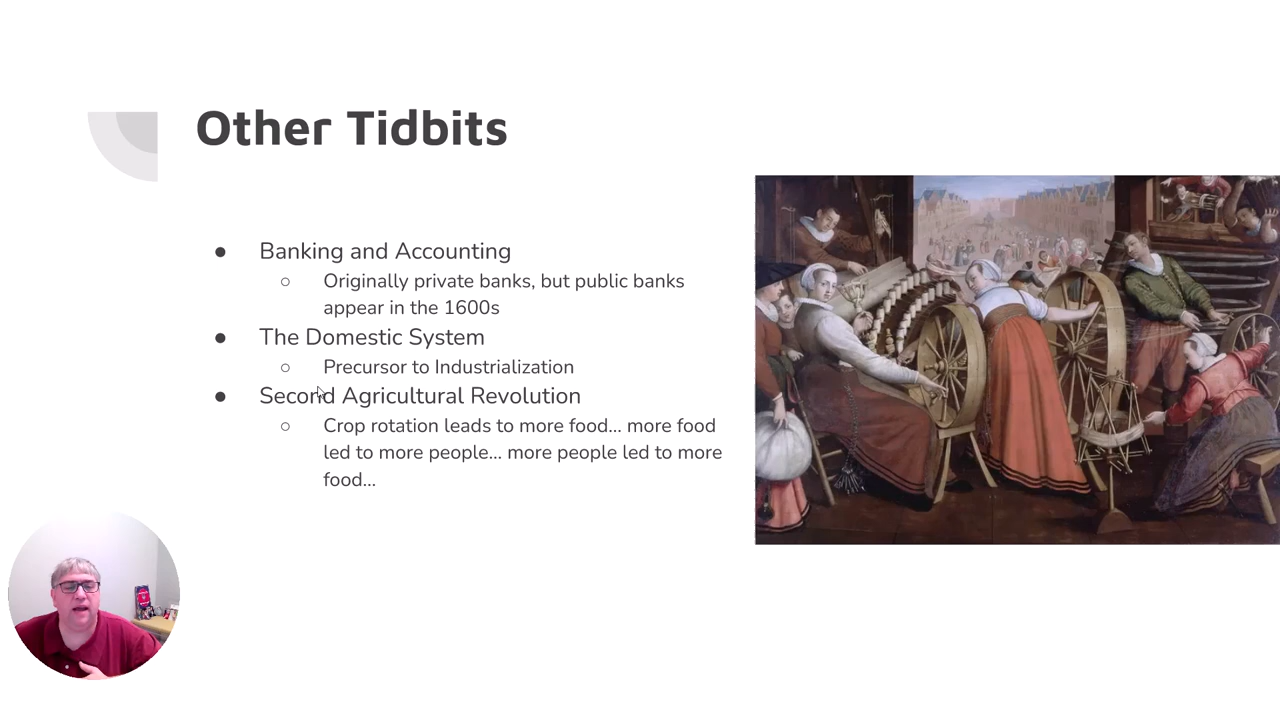 Other Tidbits
● Banking and Accounting
○ Originally private banks, but public banks
appear in the 1600s
● The Domestic System
○ Precursor to Industrialization
● Second Agricultural Revolution
○ Crop rotation leads to more food... more food
led to more people... more people led to more
food...